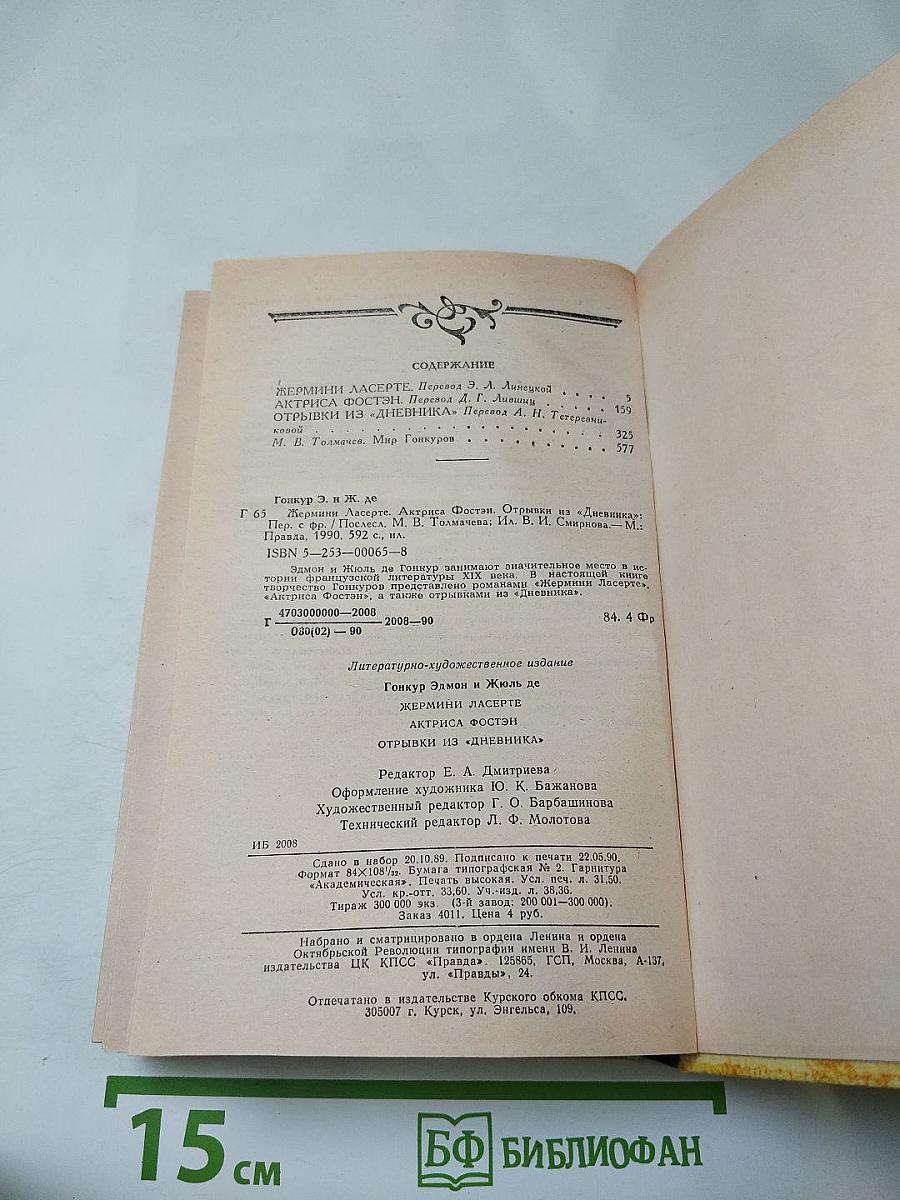 СОДЕРЖАНИЕ
ЖЕРМИНИ ЛАСЕРТЕ. Перевод Э. Л. Линецкой . . . . 5
АКТРИСА ФОСТЭН. Перевод Д. Г. Лившиц . . . . . 159
ОТРЫВКИ ИЗ «ДНЕВНИКА» Перевод А. Н. Тетеревни-
ковой . . . . . . . . . . . . . . . . . . . 325
М. В. Толмачев. Мир Гонкуров . . . . . . . . . 577
Гонкур Э. и Ж. де
Г 65 Жермини Ласерте. Актриса Фостэн. Отрывки из «Дневника»:
Пер. с фр. / Послесл. М. В. Толмачева; Ил. В. И. Смирнова.— М.:
Правда, 1990. 592 с., ил.
ISBN 5—253—00065—8
Эдмон и Жюль де Гонкур занимают значительное место в ис-
тории французской литературы XIX века. В настоящей книге
творчество Гонкуров представлено романами «Жермини Ласерте»,
«Актриса Фостэн», а также отрывками из «Дневника».
4703000000—2008
Г 2008—90 84. 4 Фр
080(02) — 90
Литературно-художественное издание
Гонкур Эдмон и Жюль де
ЖЕРМИНИ ЛАСЕРТЕ
АКТРИСА ФОСТЭН
ОТРЫВКИ ИЗ «ДНЕВНИКА»
Редактор Е. А. Дмитриева
Оформление художника Ю. К. Бажанова
Художественный редактор Г. О. Барбашинова
Технический редактор Л. Ф. Молотова
ИБ 2008
Сдано в набор 20.10.89. Подписано к печати 22.05.90.
Формат 84×108¹/₃₂. Бумага типографская № 2. Гарнитура
«Академическая». Печать высокая. Усл. печ. л. 31,50.
Усл. кр.-отт. 33,60. Уч.-изд. л. 38,36.
Тираж 300 000 экз. (3-й завод: 200 001—300 000).
Заказ 4011. Цена 4 руб.
Набрано и сматрицировано в ордена Ленина и ордена
Октябрьской Революции типографии имени В. И. Ленина
издательства ЦК КПСС «Правда». 125865, ГСП, Москва, А-137,
ул. «Правды», 24.
Отпечатано в издательстве Курского обкома КПСС,
305007 г. Курск, ул. Энгельса, 109.
15 см
БФ БИБЛИОФАН